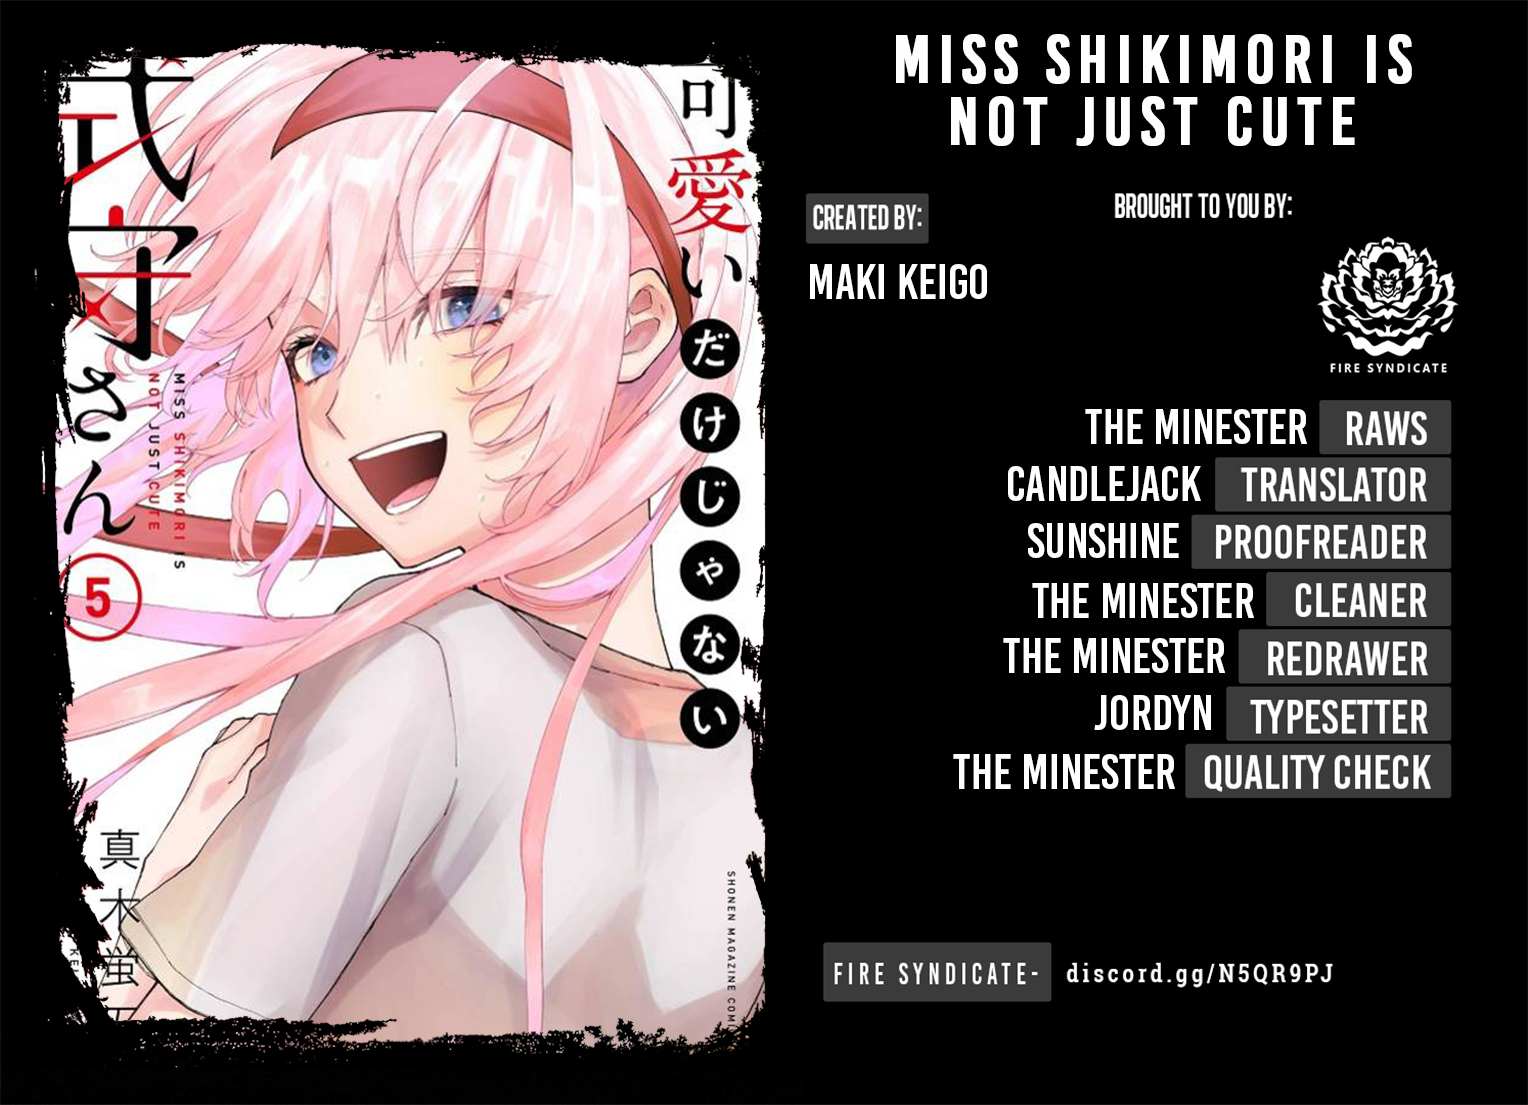 可愛いだけじゃない
式守さん
MISS SHIKIMORI IS
NOT JUST CUTE
5
真木蛍
SHONEN MAGAZINE
MISS SHIKIMORI IS
NOT JUST CUTE
CREATED BY:
MAKI KEIGO
BROUGHT TO YOU BY:
FIRE SYNDICATE
THE MINESTER RAWS
CANDLEJACK TRANSLATOR
SUNSHINE PROOFREADER
THE MINESTER CLEANER
THE MINESTER REDRAWER
JORDYN TYPESETTER
THE MINESTER QUALITY CHECK
FIRE SYNDICATE- discord.gg/N5QR9PJ